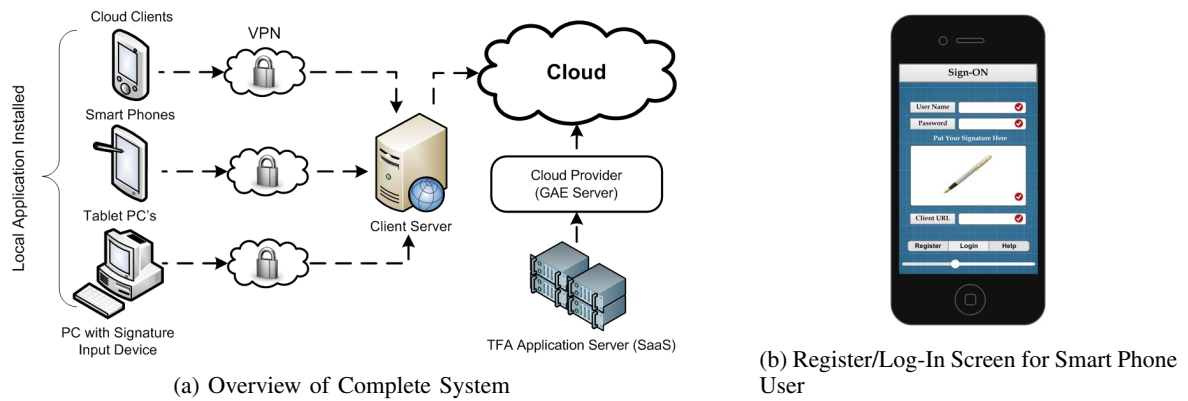 Cloud Clients
VPN
Local Application Installed
Smart Phones
Tablet PC's
PC with Signature
Input Device
Client Server
Cloud
Cloud Provider
(GAE Server)
TFA Application Server (SaaS)
(a) Overview of Complete System
Sign-ON
User Name
Password
Put Your Signature Here
Client URL
Register Login Help
(b) Register/Log-In Screen for Smart Phone
User